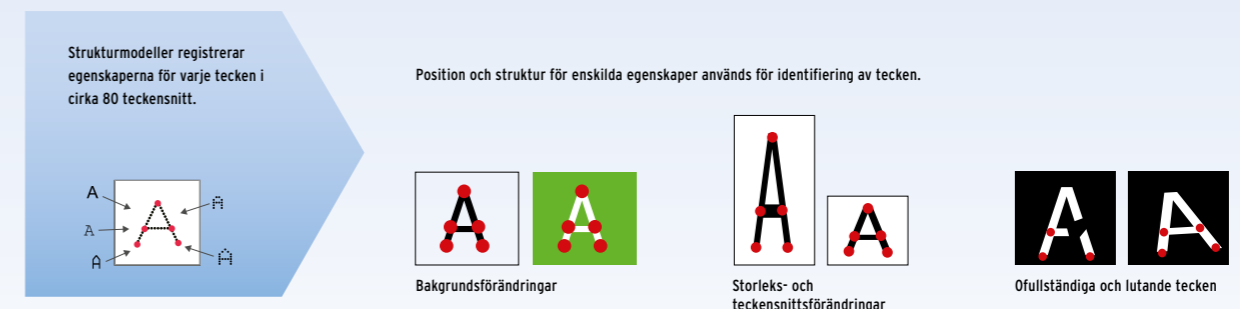 Strukturmodeller registrerar
egenskaperna för varje tecken i
cirka 80 teckensnitt.
Position och struktur för enskilda egenskaper används för identifiering av tecken.
A A
A
A A
A A
A A
A A
Bakgrundsförändringar
Storleks- och
teckensnittsförändringar
Ofullständiga och lutande tecken